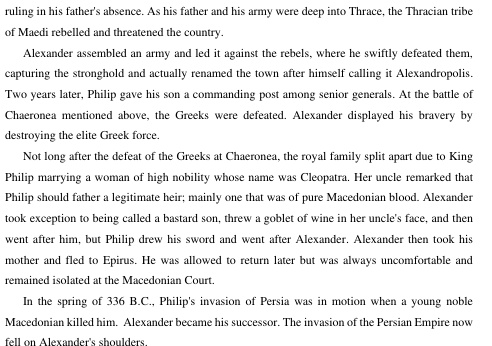 ruling in his father's absence. As his father and his army were deep into Thrace, the Thracian tribe
of Maedi rebelled and threatened the country.
Alexander assembled an army and led it against the rebels, where he swiftly defeated them,
capturing the stronghold and actually renamed the town after himself calling it Alexandropolis.
Two years later, Philip gave his son a commanding post among senior generals. At the battle of
Chaeronea mentioned above, the Greeks were defeated. Alexander displayed his bravery by
destroying the elite Greek force.
Not long after the defeat of the Greeks at Chaeronea, the royal family split apart due to King
Philip marrying a woman of high nobility whose name was Cleopatra. Her uncle remarked that
Philip should father a legitimate heir; mainly one that was of pure Macedonian blood. Alexander
took exception to being called a bastard son, threw a goblet of wine in her uncle's face, and then
went after him, but Philip drew his sword and went after Alexander. Alexander then took his
mother and fled to Epirus. He was allowed to return later but was always uncomfortable and
remained isolated at the Macedonian Court.
In the spring of 336 B.C., Philip's invasion of Persia was in motion when a young noble
Macedonian killed him.  Alexander became his successor. The invasion of the Persian Empire now
fell on Alexander's shoulders.